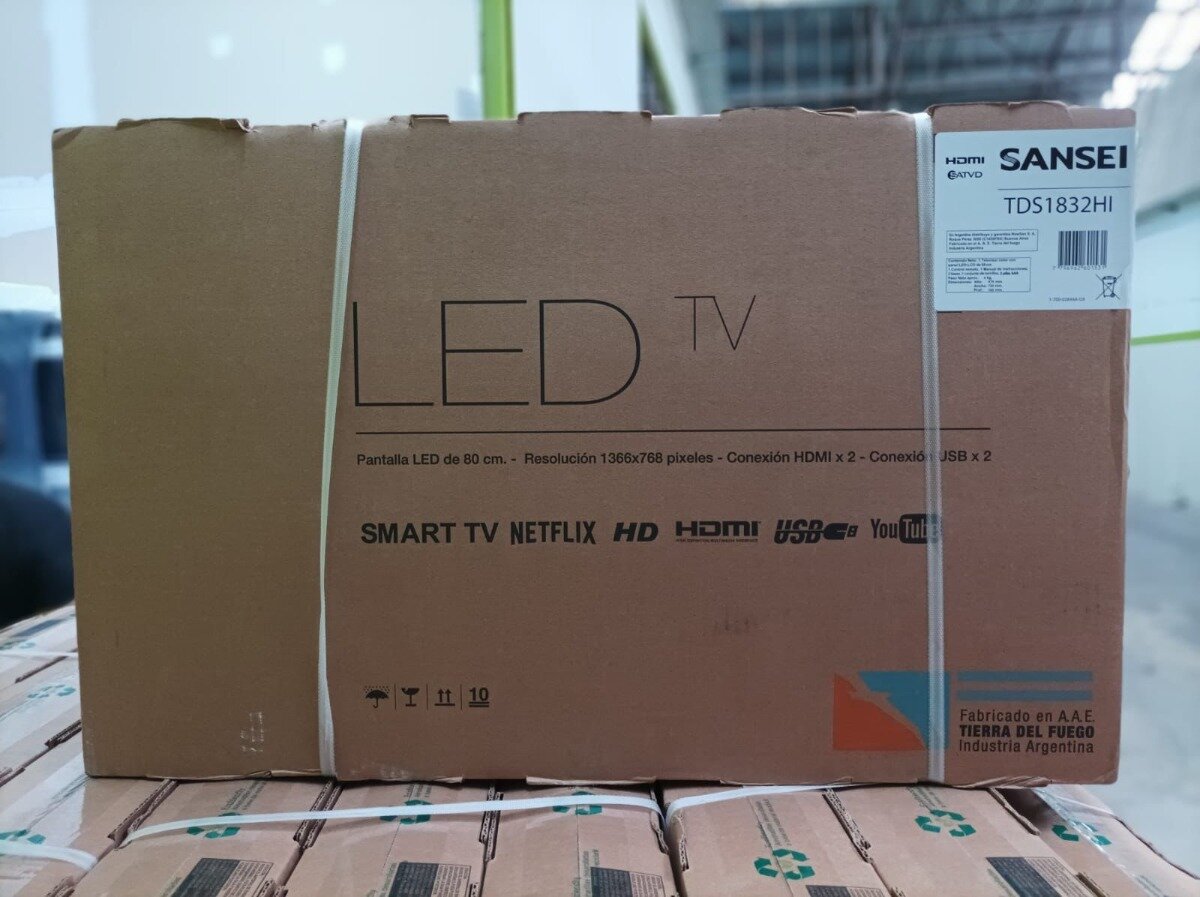 HDMI SANSEI
SATVD
TDS1832HI
LED TV
Pantalla LED de 80 cm. - Resolución 1366x768 pixeles - Conexión HDMI x 2 - Conexión USB x 2
SMART TV NETFLIX HD HDMI USB YouTube
10
Fabricado en A.A.E.
TIERRA DEL FUEGO
Industria Argentina